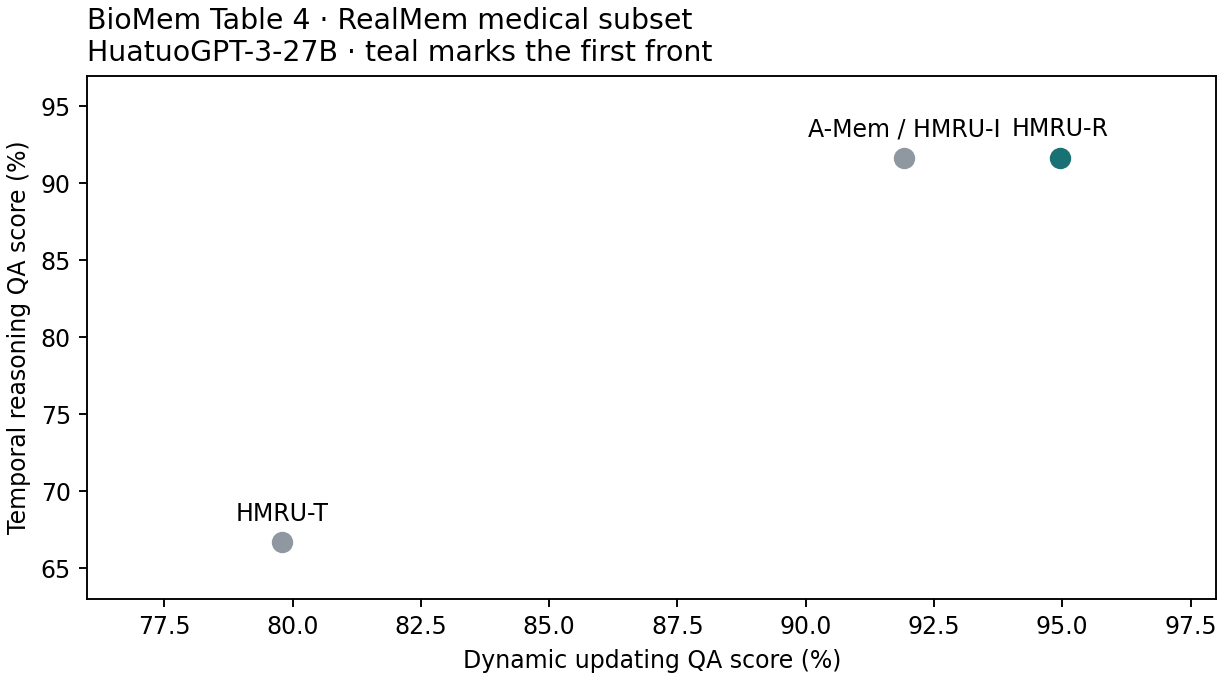 BioMem Table 4 · RealMem medical subset
HuatuoGPT-3-27B · teal marks the first front
Temporal reasoning QA score (%)
95
90
85
80
75
70
65
A-Mem / HMRU-I
HMRU-R
HMRU-T
77.5
80.0
82.5
85.0
87.5
90.0
92.5
95.0
97.5
Dynamic updating QA score (%)